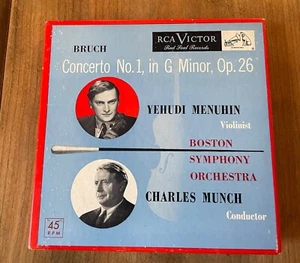 RCA VICTOR
Red Seal Records
BRUCH
Concerto No. 1, in G Minor, Op. 26
YEHUDI MENUHIN
Violinist
BOSTON
SYMPHONY
ORCHESTRA
CHARLES MUNCH
Conductor
45
RPM